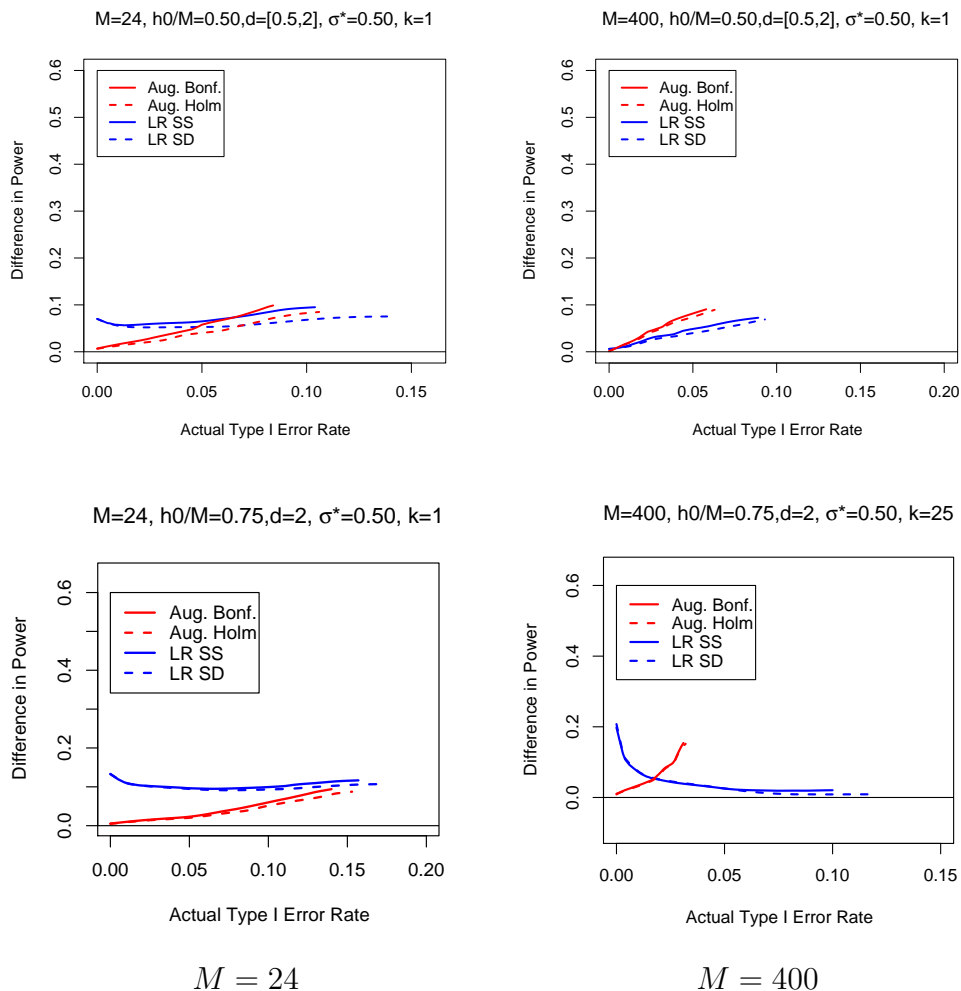 M=24, h0/M=0.50,d=[0.5,2], σ*=0.50, k=1
Difference in Power
0.0 0.1 0.2 0.3 0.4 0.5 0.6
Aug. Bonf.
Aug. Holm
LR SS
LR SD
0.00 0.05 0.10 0.15
Actual Type I Error Rate
M=400, h0/M=0.50,d=[0.5,2], σ*=0.50, k=1
Difference in Power
0.0 0.1 0.2 0.3 0.4 0.5 0.6
Aug. Bonf.
Aug. Holm
LR SS
LR SD
0.00 0.05 0.10 0.15 0.20
Actual Type I Error Rate
M=24, h0/M=0.75,d=2, σ*=0.50, k=1
Difference in Power
0.0 0.2 0.4 0.6
Aug. Bonf.
Aug. Holm
LR SS
LR SD
0.00 0.05 0.10 0.15 0.20
Actual Type I Error Rate
M=400, h0/M=0.75,d=2, σ*=0.50, k=25
Difference in Power
0.0 0.2 0.4 0.6
Aug. Bonf.
Aug. Holm
LR SS
LR SD
0.00 0.05 0.10 0.15
Actual Type I Error Rate
M = 24
M = 400